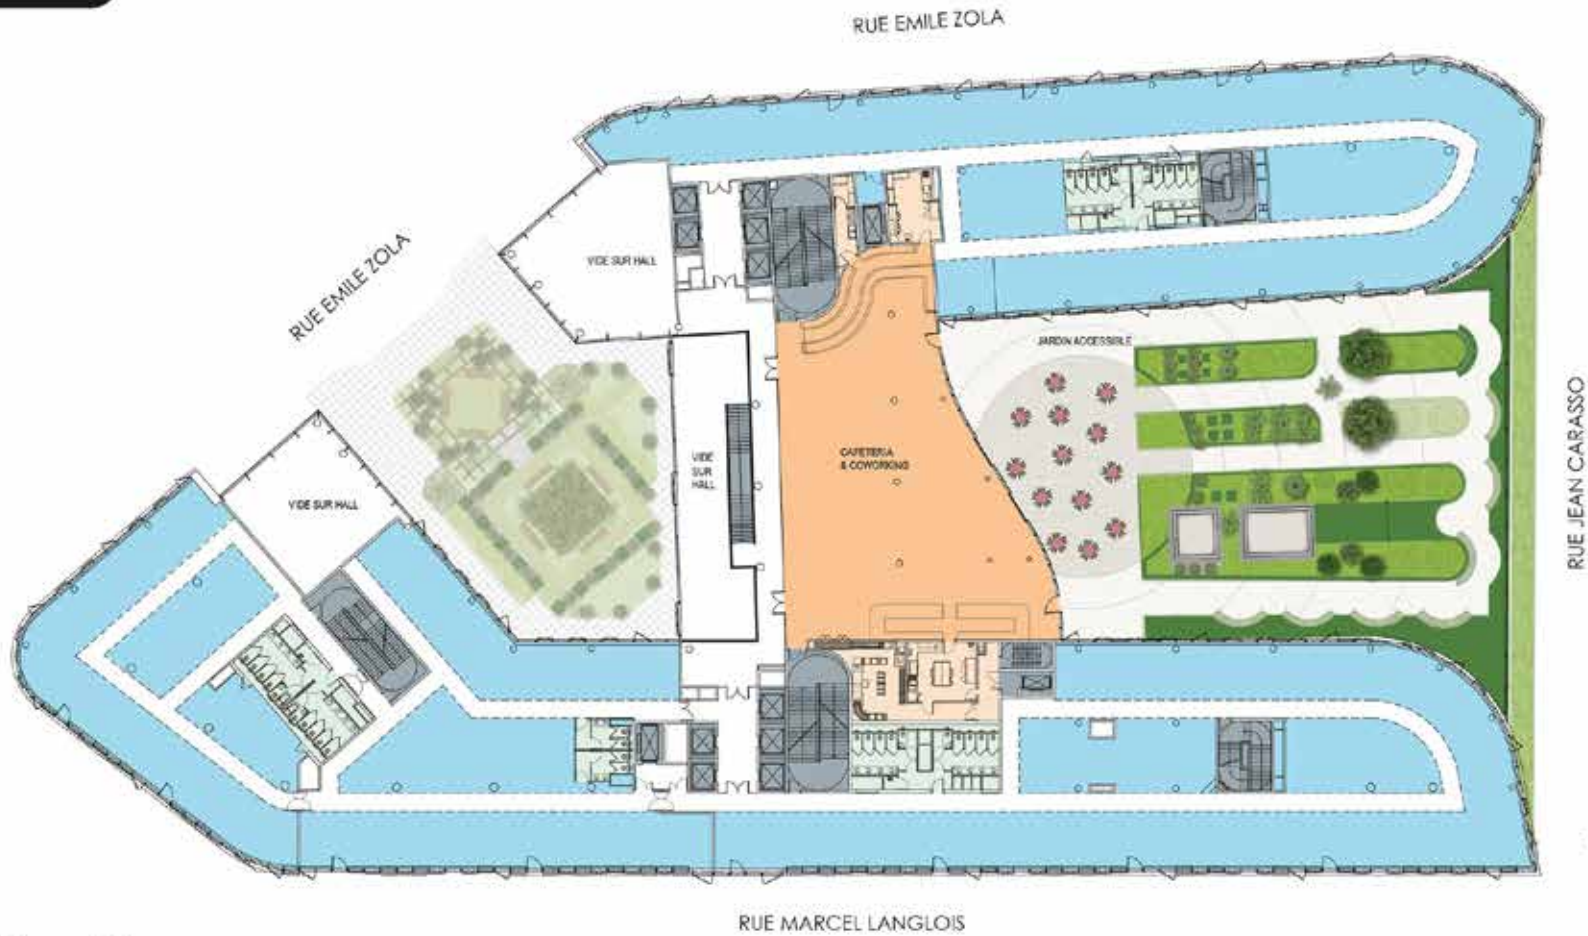 RUE EMILE ZOLA
RUE EMILE ZOLA
VIDE SUR HALL
JARDIN ACCESSIBLE
RUE JEAN CARASSO
CAFETERIA
& COWORKING
VIDE
SUR
HALL
VIDE SUR HALL
RUE MARCEL LANGLOIS